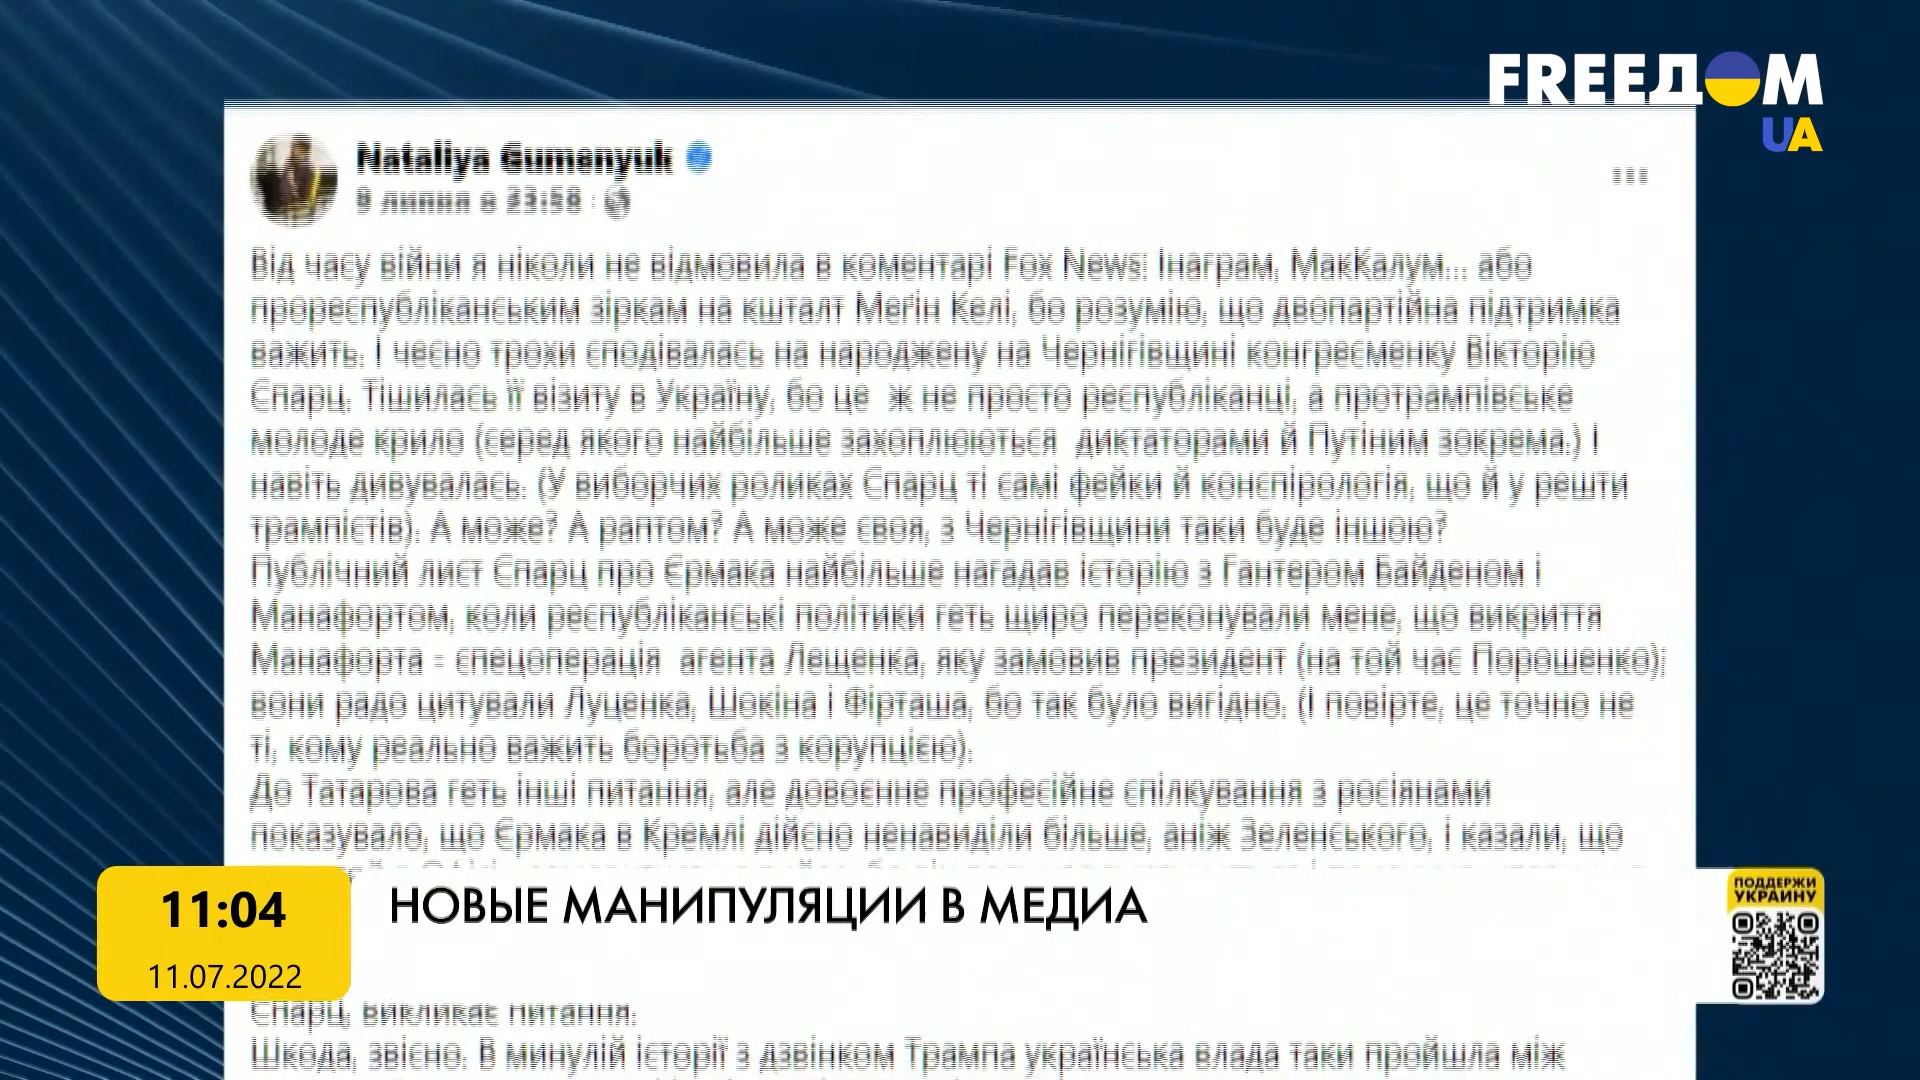 FREEДОМ
UA
Nataliya Gumenyuk
9 липня о 23:58
Від часу війни я ніколи не відмовила в коментарі Fox News: Інаграм, МакКалум... або
прореспубліканським зіркам на кшталт Меґін Келі, бо розумію, що двопартійна підтримка
важить. І чесно трохи сподівалась на народжену на Чернігівщині конгресменку Вікторію
Спарц. Тішилась її візиту в Україну, бо це ж не просто республіканці, а протрампівське
молоде крило (серед якого найбільше захоплюються диктаторами й Путіним зокрема.) І
навіть дивувалась. (У виборчих роликах Спарц ті самі фейки й конспірологія, що й у решти
трампістів). А може? А раптом? А може своя, з Чернігівщини таки буде іншою?
Публічний лист Спарц про Єрмака найбільше нагадав історію з Гантером Байденом і
Манафортом, коли республіканські політики геть щиро переконували мене, що викриття
Манафорта = спецоперація агента Лещенка, яку замовив президент (на той час Порошенко);
вони радо цитували Луценка, Шокіна і Фірташа, бо так було вигідно. (І повірте, це точно не
ті, кому реально важить боротьба з корупцією).
До Татарова геть інші питання, але довоєнне професійне спілкування з росіянами
показувало, що Єрмака в Кремлі дійсно ненавиділи більше, аніж Зеленського, і казали, що
11:04
11.07.2022
НОВЫЕ МАНИПУЛЯЦИИ В МЕДИА
ПОДДЕРЖИ
УКРАИНУ
Спарц, викликає питання.
Шкода, звісно. В минулій історії з дзвінком Трампа українська влада таки пройшла між